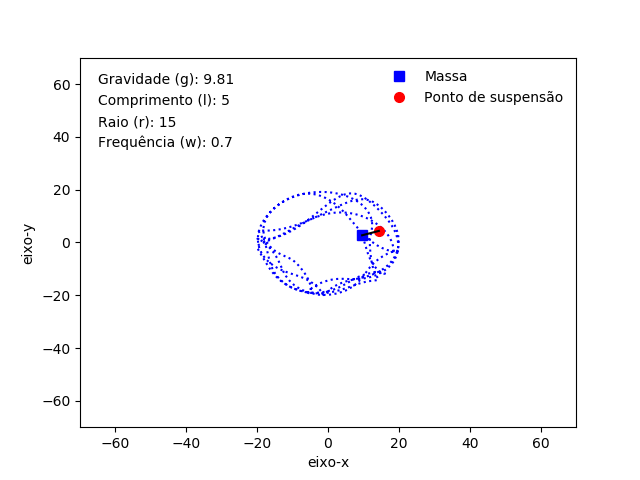 Gravidade (g): 9.81
Comprimento (l): 5
Raio (r): 15
Frequência (w): 0.7
Massa
Ponto de suspensão
60
40
20
0
−20
−40
−60
eixo-y
−60 −40 −20 0 20 40 60
eixo-x